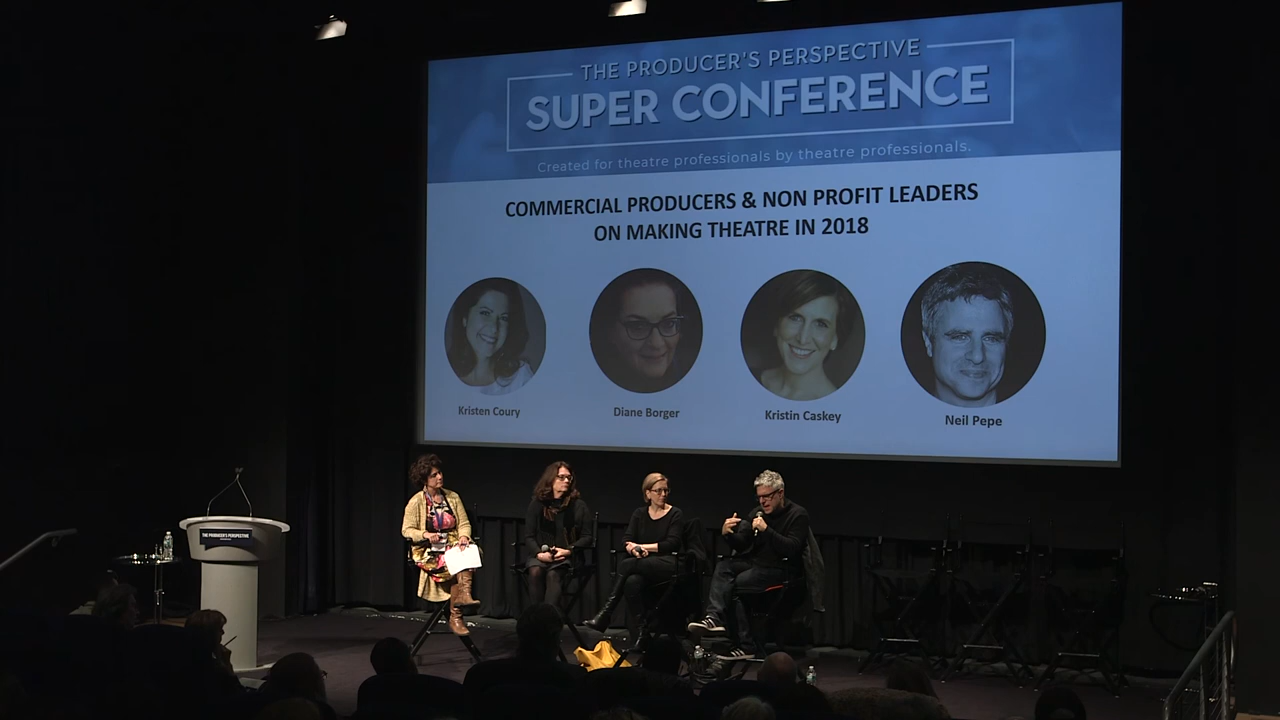 THE PRODUCER'S PERSPECTIVE
SUPER CONFERENCE
Created for theatre professionals by theatre professionals.
COMMERCIAL PRODUCERS & NON PROFIT LEADERS
ON MAKING THEATRE IN 2018
Kristen Coury
Diane Borger
Kristin Caskey
Neil Pepe
THE PRODUCER'S PERSPECTIVE